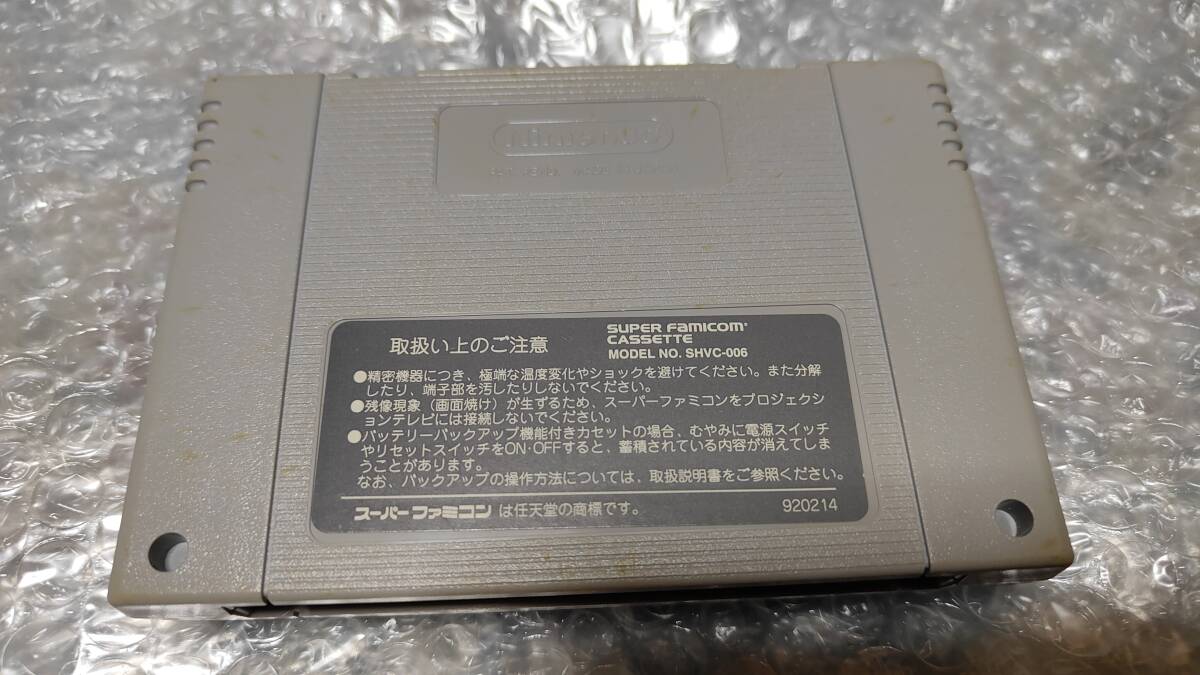 Nintendo
取扱い上のご注意
SUPER FAMICOM
CASSETTE
MODEL NO. SHVC-006
●精密機器につき、極端な温度変化やショックを避けてください。また分解
したり、端子部を汚したりしないでください。
●残像現象（画面焼け）が生ずるため、スーパーファミコンをプロジェクシ
ョンテレビには接続しないでください。
●バッテリーバックアップ機能付きカセットの場合、むやみに電源スイッチ
やリセットスイッチをON・OFFすると、蓄積されている内容が消えてしま
うことがあります。
なお、バックアップの操作方法については、取扱説明書をご参照ください。
スーパーファミコン は任天堂の商標です。
920214